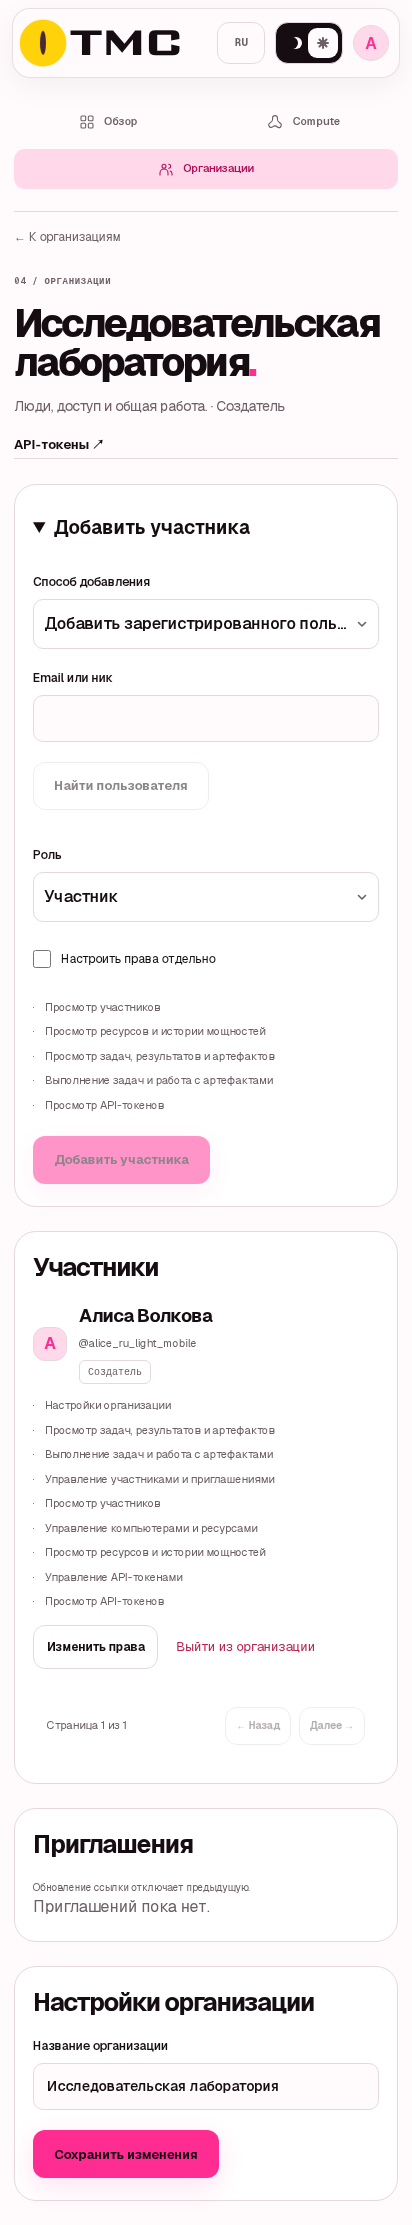 TMC
RU
A
Обзор
Compute
Организации
← К организациям
04 / ОРГАНИЗАЦИИ
Исследовательская
лаборатория.
Люди, доступ и общая работа. · Создатель
API-токены ↗
▼ Добавить участника
Способ добавления
Добавить зарегистрированного поль...
Email или ник
Найти пользователя
Роль
Участник
Настроить права отдельно
· Просмотр участников
· Просмотр ресурсов и истории мощностей
· Просмотр задач, результатов и артефактов
· Выполнение задач и работа с артефактами
· Просмотр API-токенов
Добавить участника
Участники
A
Алиса Волкова
@alice_ru_light_mobile
Создатель
· Настройки организации
· Просмотр задач, результатов и артефактов
· Выполнение задач и работа с артефактами
· Управление участниками и приглашениями
· Просмотр участников
· Управление компьютерами и ресурсами
· Просмотр ресурсов и истории мощностей
· Управление API-токенами
· Просмотр API-токенов
Изменить права
Выйти из организации
Страница 1 из 1
← Назад
Далее →
Приглашения
Обновление ссылки отключает предыдущую.
Приглашений пока нет.
Настройки организации
Название организации
Исследовательская лаборатория
Сохранить изменения